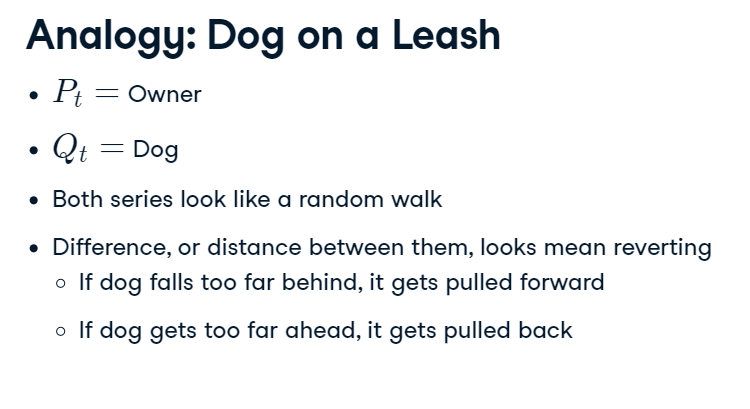 Analogy: Dog on a Leash
• Pₜ = Owner
• Qₜ = Dog
• Both series look like a random walk
• Difference, or distance between them, looks mean reverting
○ If dog falls too far behind, it gets pulled forward
○ If dog gets too far ahead, it gets pulled back